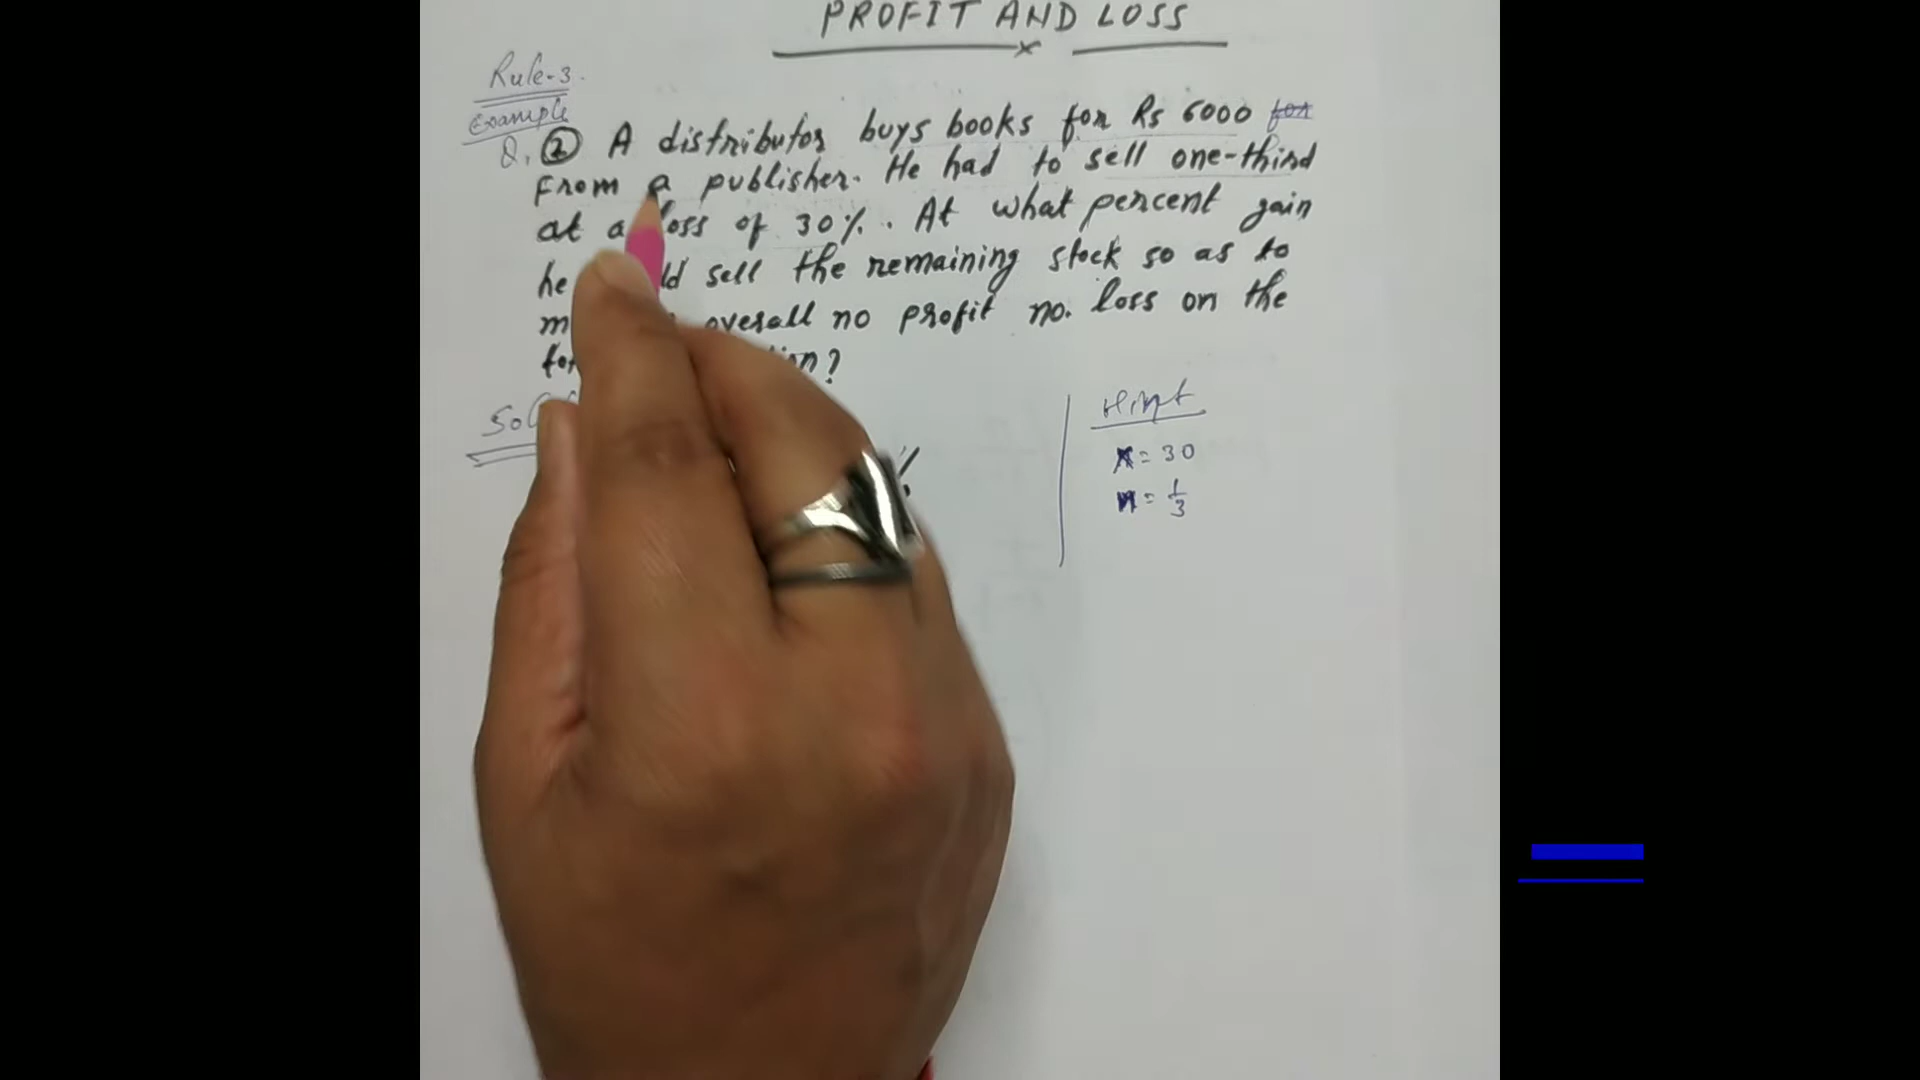 PROFIT AND LOSS
Rule-3.
Example
Q. ② A distributor buys books for Rs 6000 for
From a publisher. He had to sell one-third
at a loss of 30%. At what percent gain
he sell the remaining stock so as to
overall no profit no. loss on the
?
%
Hint
x = 30
n = 1/3